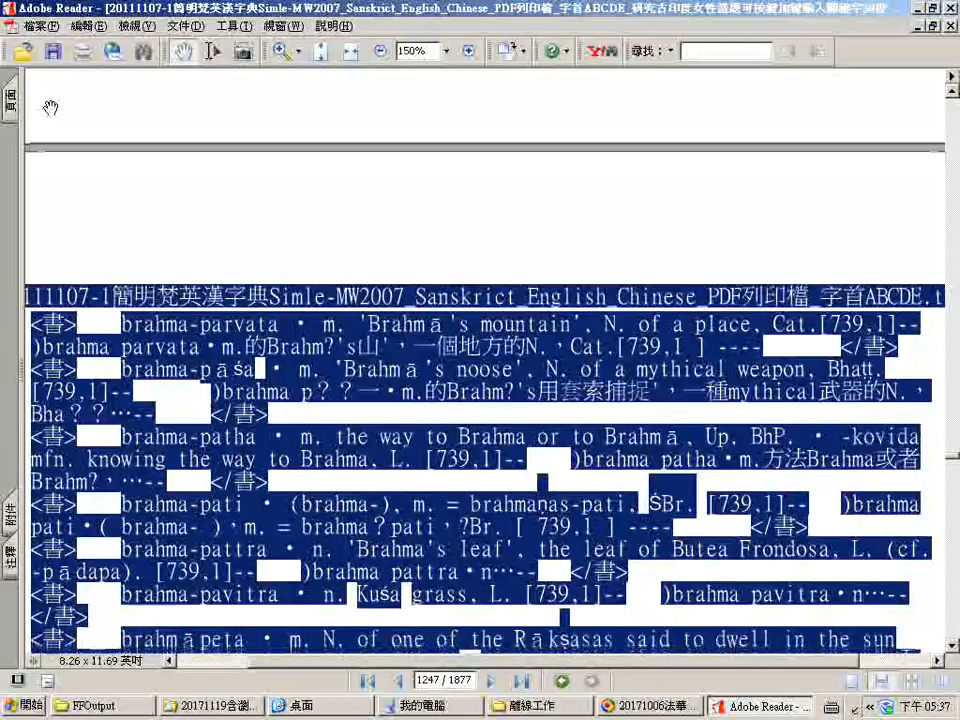 Adobe Reader - [20111107-1簡明梵英漢字典Simle-MW2007_Sanskrict_English_Chinese_PDF列印檔_字首ABCDE_研究古印度女性
檔案(F) 編輯(E) 檢視(V) 文件(D) 工具(T) 視窗(W) 說明(H)
150% 尋找:
頁面
111107-1簡明梵英漢字典Simle-MW2007_Sanskrict_English_Chinese_PDF列印檔_字首ABCDE.t
<書> brahma-parvata • m. 'Brahmā's mountain', N. of a place, Cat.[739,1]--
)brahma parvata•m.的Brahm?'s山'，一個地方的N.，Cat.[739,1 ] ---- </書>
<書> brahma-pāśa • m. 'Brahmā's noose', N. of a mythical weapon, Bhaṭṭ.
[739,1]-- )brahma p？？一•m.的Brahm?'s用套索捕捉'，一種mythical武器的N.，
Bha？？…-- </書>
<書> brahma-patha • m. the way to Brahma or to Brahmā, Up. BhP. • -kovida
mfn. knowing the way to Brahma, L. [739,1]-- )brahma patha•m.方法Brahma或者
Brahm?，…-- </書>
<書> brahma-pati • (brahma-), m. = brahmaṇas-pati, ŚBr. [739,1]-- )brahma
pati•( brahma- )，m. = brahma？pati，?Br. [ 739,1 ] ---- </書>
<書> brahma-pattra • n. 'Brahma's leaf', the leaf of Butea Frondosa, L. (cf.
-pādapa). [739,1]-- )brahma pattra•n…-- </書>
<書> brahma-pavitra • n. Kuśa grass, L. [739,1]-- )brahma pavitra•n…--
</書>
<書> brahmāpeta • m. N. of one of the Rākṣasas said to dwell in the sun
附件
注釋
8.26 x 11.69 英吋
1247 / 1877
開始 FFOutput 20171119含瀏... 桌面 我的電腦 離線工作 20171006法華... Adobe Reader - ... 下午 05:37